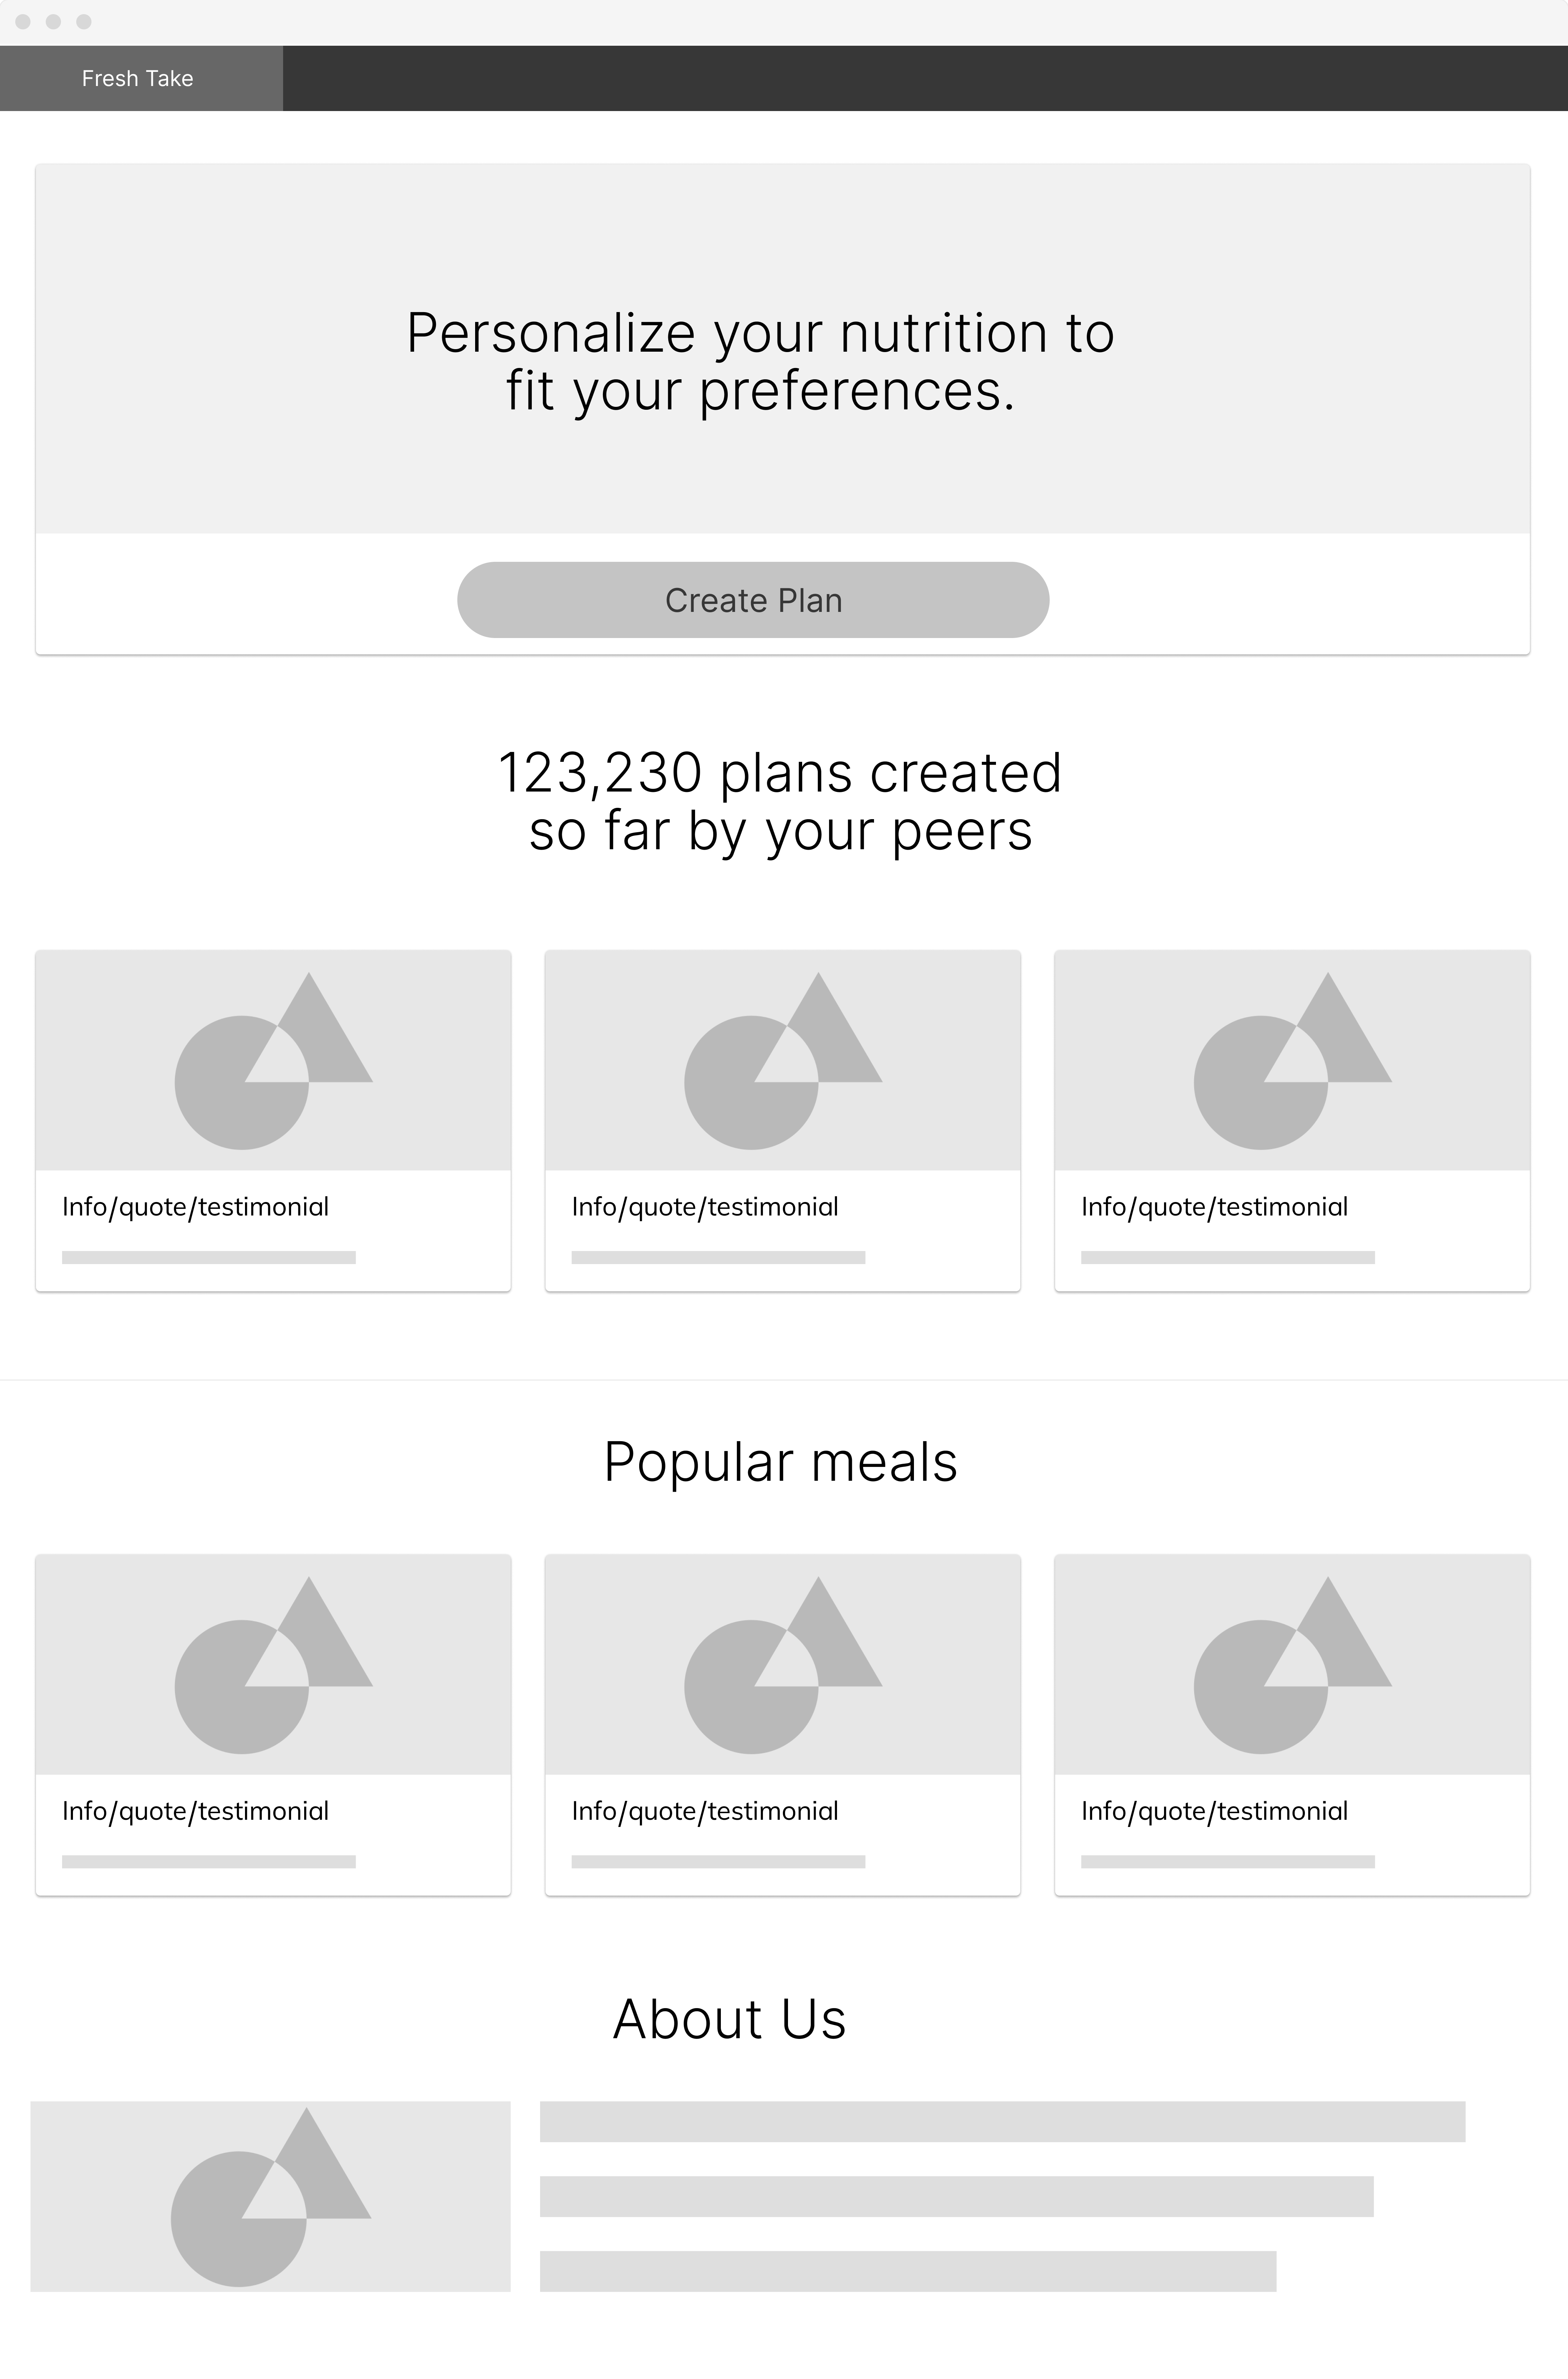 Fresh Take
Personalize your nutrition to
fit your preferences.
Create Plan
123,230 plans created
so far by your peers
Info/quote/testimonial
Info/quote/testimonial
Info/quote/testimonial
Popular meals
Info/quote/testimonial
Info/quote/testimonial
Info/quote/testimonial
About Us